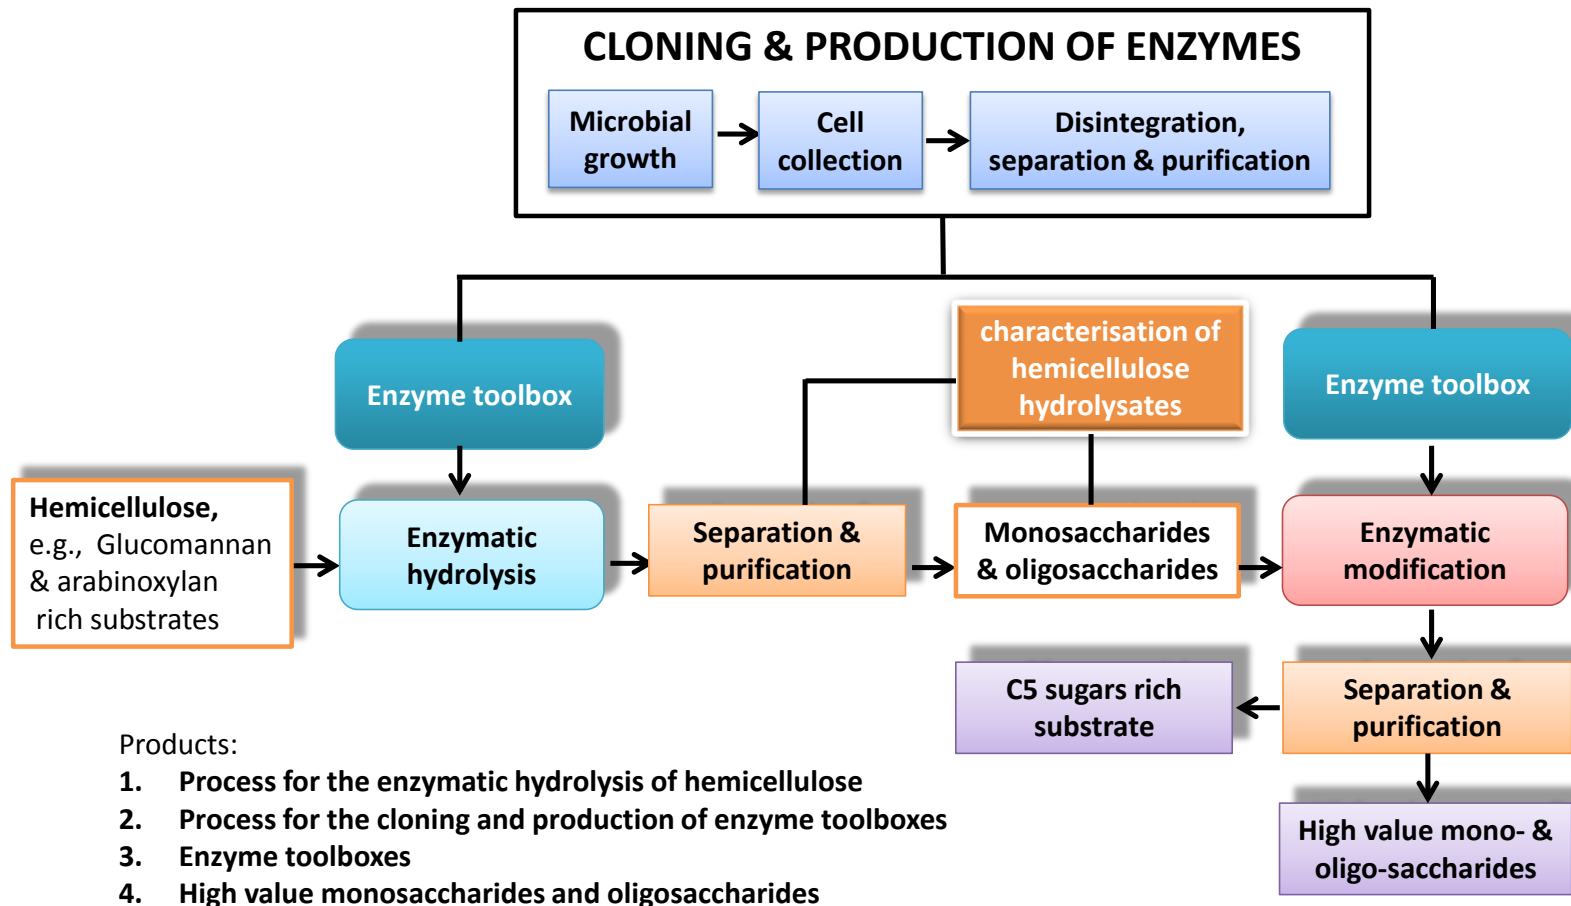 CLONING & PRODUCTION OF ENZYMES
Microbial
growth
Cell
collection
Disintegration,
separation & purification
Enzyme toolbox
characterisation of
hemicellulose
hydrolysates
Enzyme toolbox
Hemicellulose,
e.g., Glucomannan
& arabinoxylan
rich substrates
Enzymatic
hydrolysis
Separation &
purification
Monosaccharides
& oligosaccharides
Enzymatic
modification
C5 sugars rich
substrate
Separation &
purification
High value mono- &
oligo-saccharides
Products:
1. Process for the enzymatic hydrolysis of hemicellulose
2. Process for the cloning and production of enzyme toolboxes
3. Enzyme toolboxes
4. High value monosaccharides and oligosaccharides